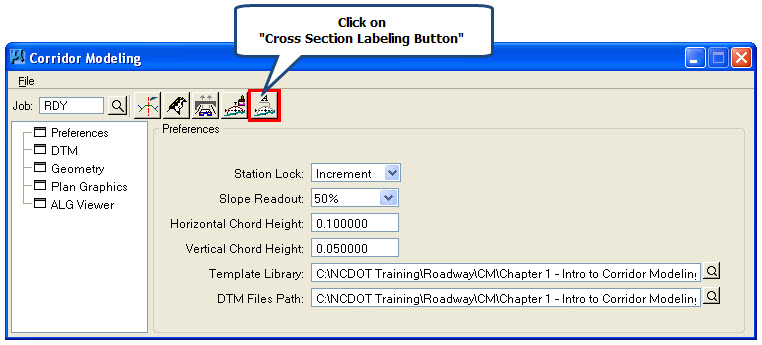 Click on
"Cross Section Labeling Button"
Corridor Modeling
File
Job: RDY
Preferences
DTM
Geometry
Plan Graphics
ALG Viewer
Preferences
Station Lock: Increment
Slope Readout: 50%
Horizontal Chord Height: 0.100000
Vertical Chord Height: 0.050000
Template Library: C:\NCDOT Training\Roadway\CM\Chapter 1 - Intro to Corridor Modeling
DTM Files Path: C:\NCDOT Training\Roadway\CM\Chapter 1 - Intro to Corridor Modeling